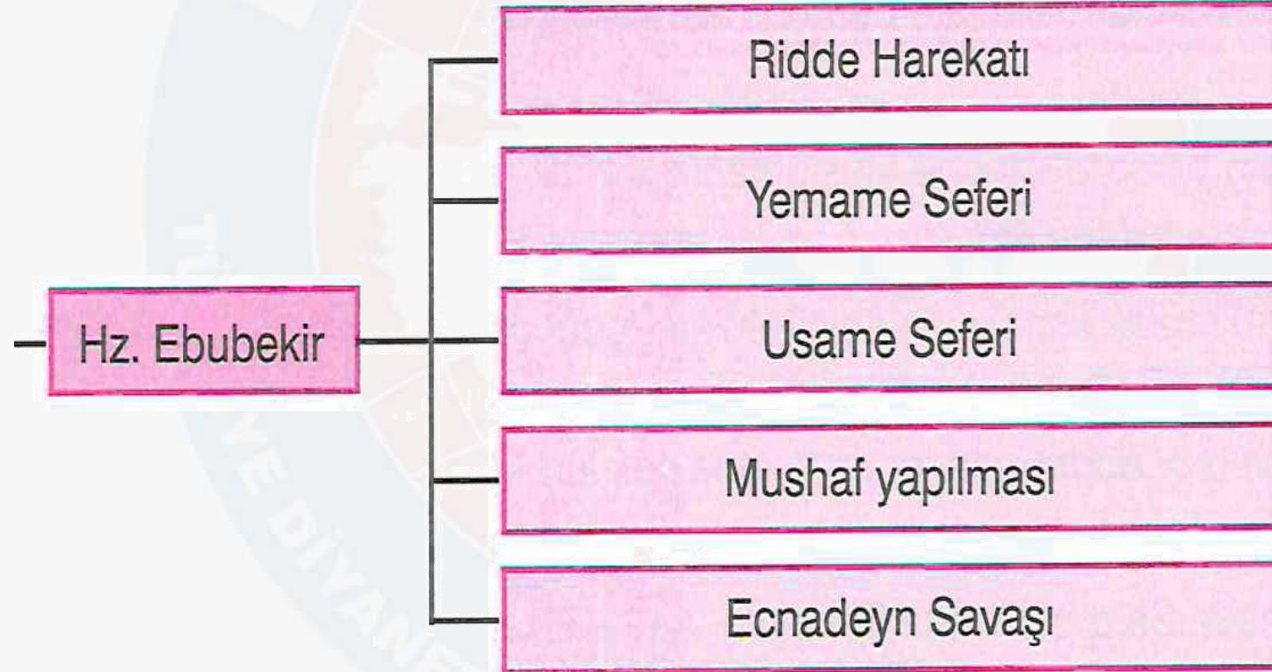 Ridde Harekatı
Yemame Seferi
Hz. Ebubekir
Usame Seferi
Mushaf yapılması
Ecnadeyn Savaşı